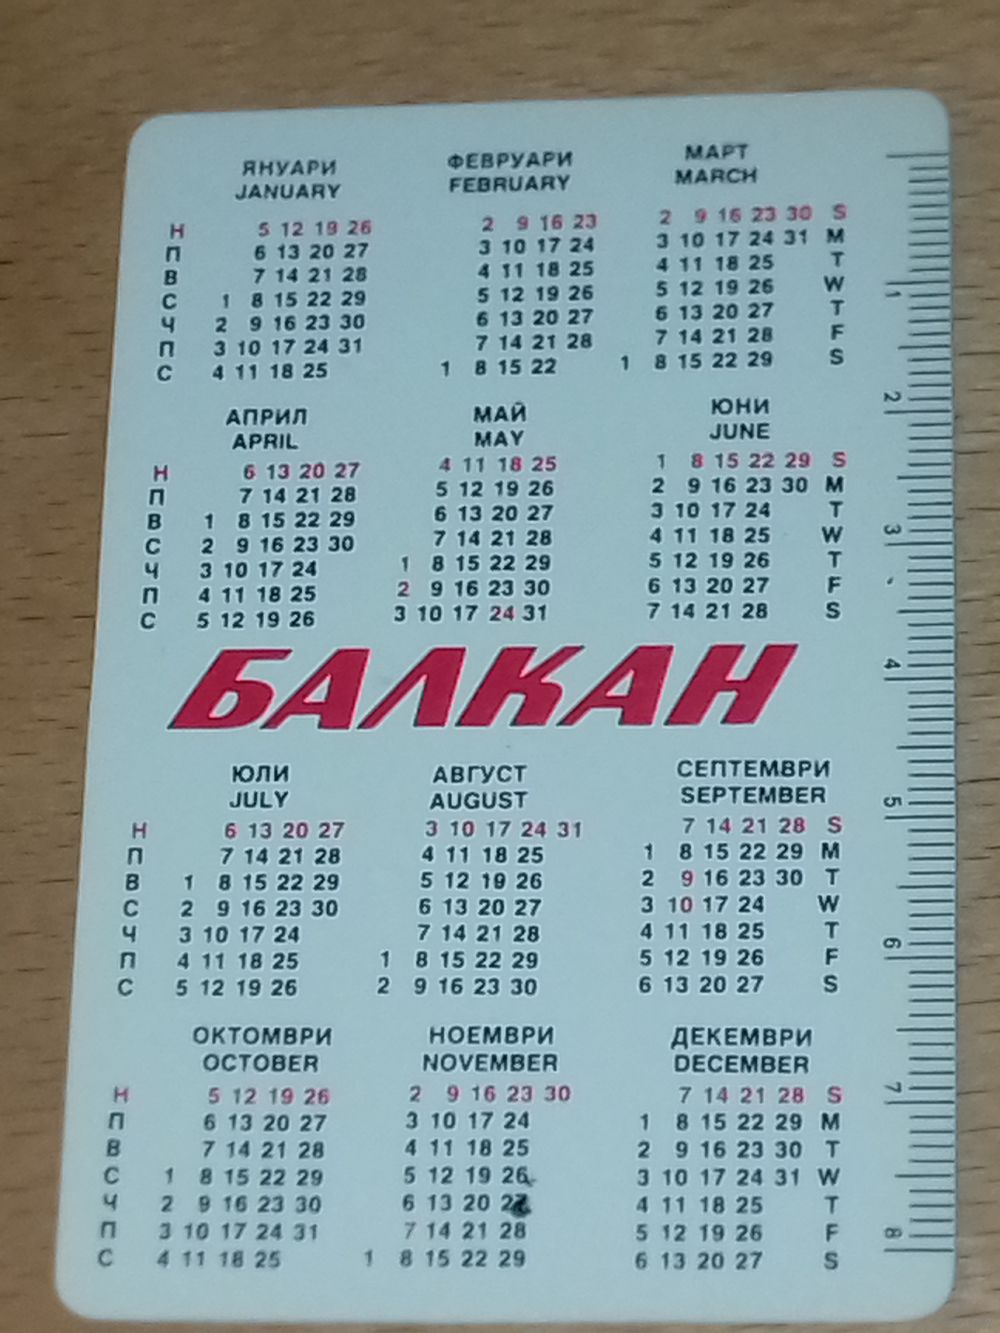 ЯНУАРИ ФЕВРУАРИ МАРТ
JANUARY FEBRUARY MARCH
Н 5 12 19 26 2 9 16 23 2 9 16 23 30 S
П 6 13 20 27 3 10 17 24 3 10 17 24 31 M
В 7 14 21 28 4 11 18 25 4 11 18 25 T
С 1 8 15 22 29 5 12 19 26 5 12 19 26 W
Ч 2 9 16 23 30 6 13 20 27 6 13 20 27 T
П 3 10 17 24 31 7 14 21 28 7 14 21 28 F
С 4 11 18 25 1 8 15 22 1 8 15 22 29 S
АПРИЛ МАЙ ЮНИ
APRIL MAY JUNE
Н 6 13 20 27 4 11 18 25 1 8 15 22 29 S
П 7 14 21 28 5 12 19 26 2 9 16 23 30 M
В 1 8 15 22 29 6 13 20 27 3 10 17 24 T
С 2 9 16 23 30 7 14 21 28 4 11 18 25 W
Ч 3 10 17 24 1 8 15 22 29 5 12 19 26 T
П 4 11 18 25 2 9 16 23 30 6 13 20 27 F
С 5 12 19 26 3 10 17 24 31 7 14 21 28 S
БАЛКАН
ЮЛИ АВГУСТ СЕПТЕМВРИ
JULY AUGUST SEPTEMBER
Н 6 13 20 27 3 10 17 24 31 7 14 21 28 S
П 7 14 21 28 4 11 18 25 1 8 15 22 29 M
В 1 8 15 22 29 5 12 19 26 2 9 16 23 30 T
С 2 9 16 23 30 6 13 20 27 3 10 17 24 W
Ч 3 10 17 24 7 14 21 28 4 11 18 25 T
П 4 11 18 25 1 8 15 22 29 5 12 19 26 F
С 5 12 19 26 2 9 16 23 30 6 13 20 27 S
ОКТОМВРИ НОЕМВРИ ДЕКЕМВРИ
OCTOBER NOVEMBER DECEMBER
Н 5 12 19 26 2 9 16 23 30 7 14 21 28 S
П 6 13 20 27 3 10 17 24 1 8 15 22 29 M
В 7 14 21 28 4 11 18 25 2 9 16 23 30 T
С 1 8 15 22 29 5 12 19 26 3 10 17 24 31 W
Ч 2 9 16 23 30 6 13 20 27 4 11 18 25 T
П 3 10 17 24 31 7 14 21 28 5 12 19 26 F
С 4 11 18 25 1 8 15 22 29 6 13 20 27 S
1
2
3
4
5
6
7
8